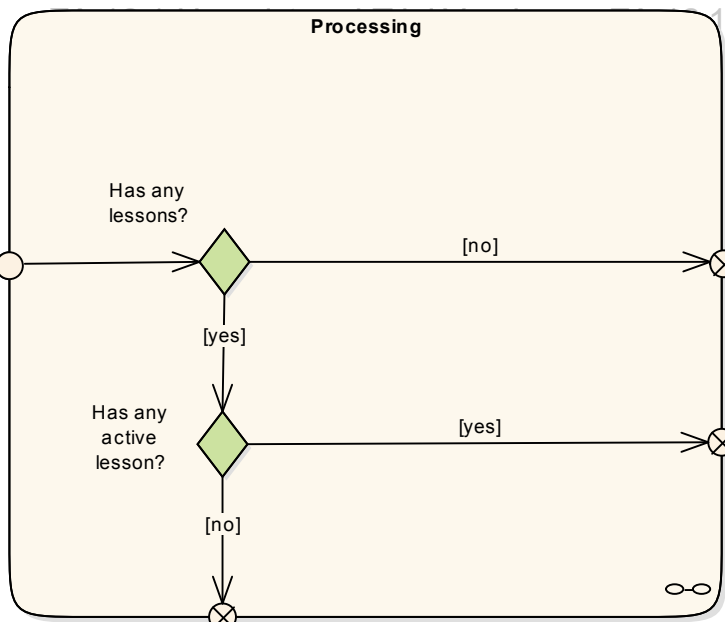 Processing
Has any
lessons?
[no]
[yes]
Has any
active
lesson?
[yes]
[no]